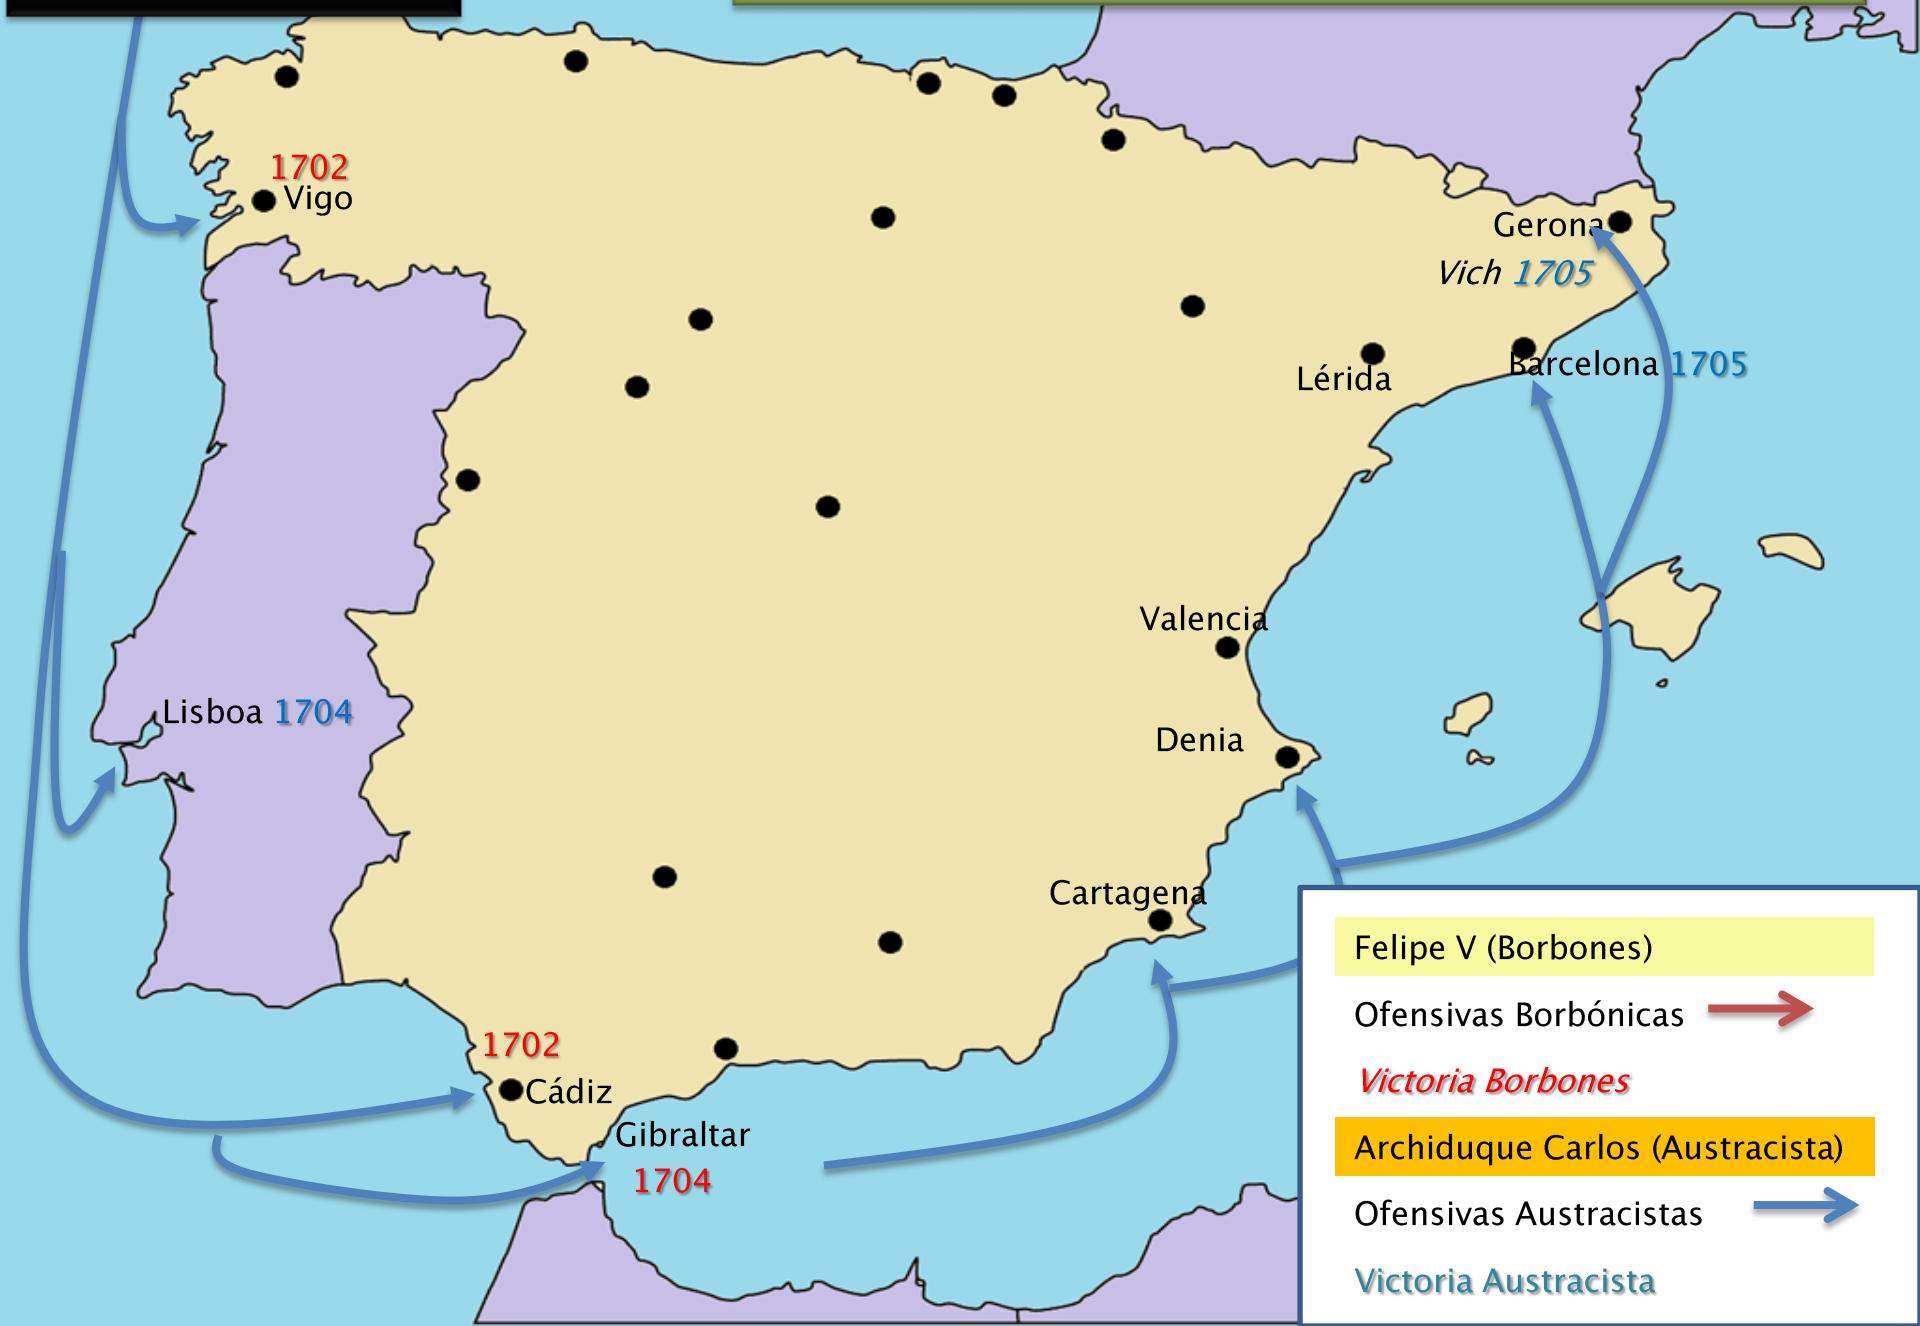 1702
Vigo
Gerona
Vich 1705
Barcelona 1705
Lérida
Valencia
Lisboa 1704
Denia
Cartagena
1702
Cádiz
Gibraltar
1704
Felipe V (Borbones)
Ofensivas Borbónicas
Victoria Borbones
Archiduque Carlos (Austracista)
Ofensivas Austracistas
Victoria Austracista